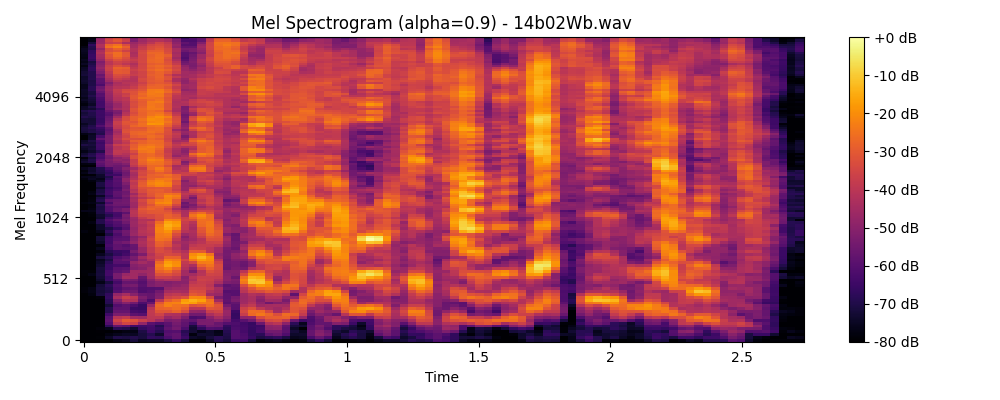 Mel Spectrogram (alpha=0.9) - 14b02Wb.wav
Mel Frequency
4096
2048
1024
512
0
0
0.5
1
1.5
2
2.5
Time
+0 dB
-10 dB
-20 dB
-30 dB
-40 dB
-50 dB
-60 dB
-70 dB
-80 dB